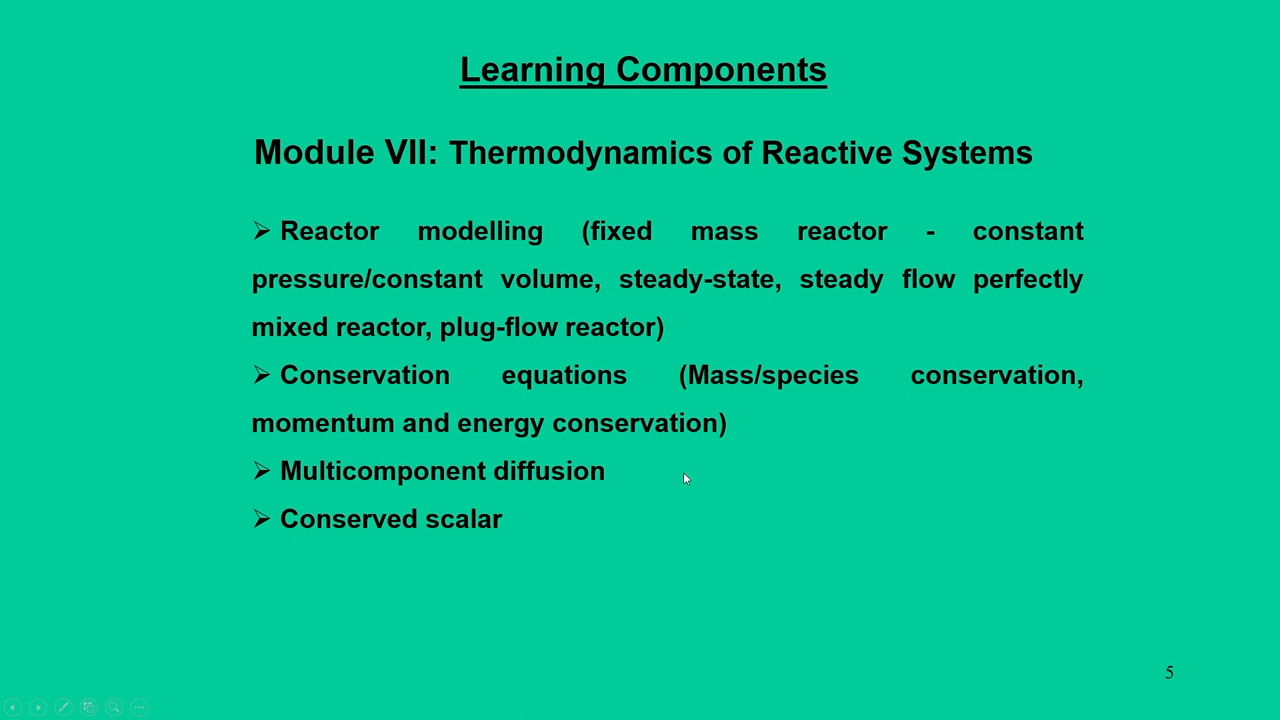 Learning Components
Module VII: Thermodynamics of Reactive Systems
➢ Reactor modelling (fixed mass reactor - constant
pressure/constant volume, steady-state, steady flow perfectly
mixed reactor, plug-flow reactor)
➢ Conservation equations (Mass/species conservation,
momentum and energy conservation)
➢ Multicomponent diffusion
➢ Conserved scalar
5